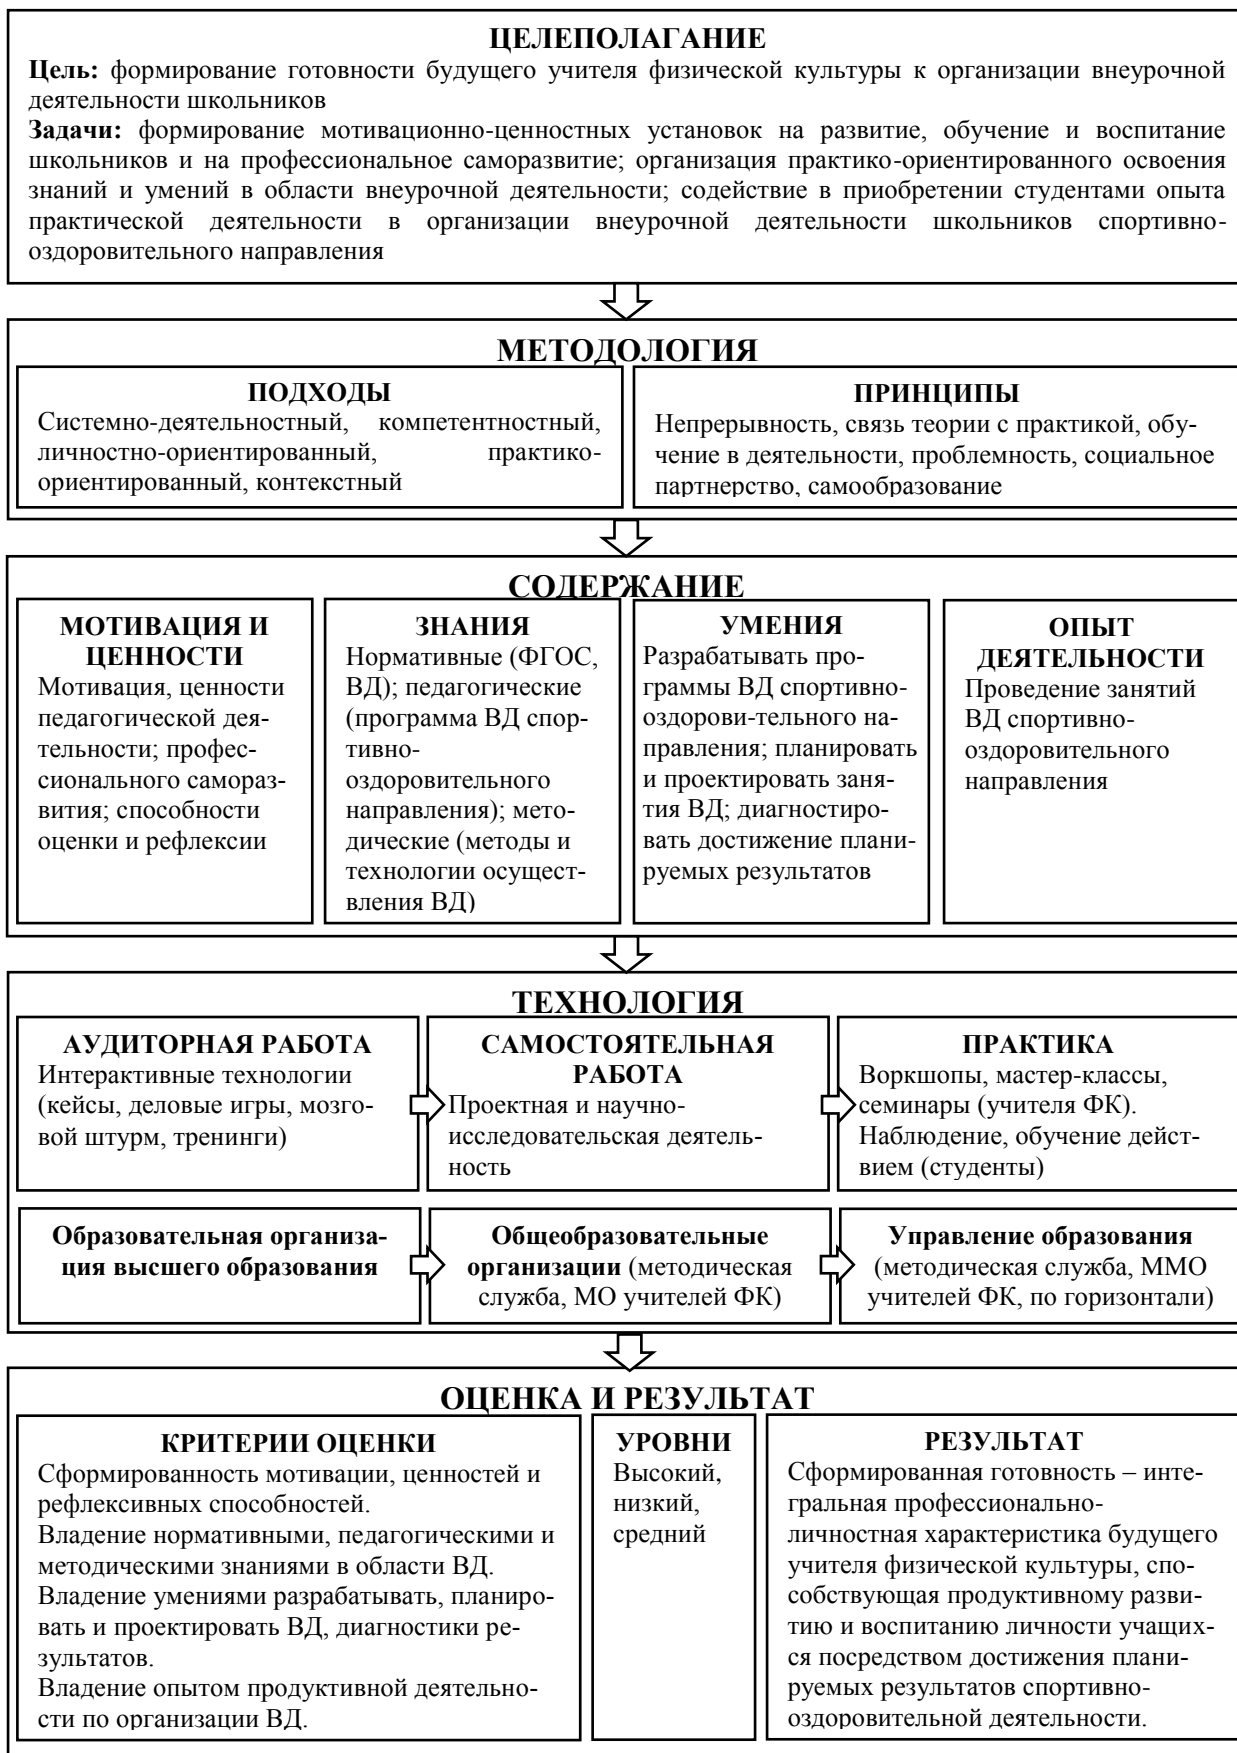 ЦЕЛЕПОЛАГАНИЕ
Цель: формирование готовности будущего учителя физической культуры к организации внеурочной
деятельности школьников
Задачи: формирование мотивационно-ценностных установок на развитие, обучение и воспитание
школьников и на профессиональное саморазвитие; организация практико-ориентированного освоения
знаний и умений в области внеурочной деятельности; содействие в приобретении студентами опыта
практической деятельности в организации внеурочной деятельности школьников спортивно-
оздоровительного направления
МЕТОДОЛОГИЯ
ПОДХОДЫ
Системно-деятельностный, компетентностный,
личностно-ориентированный, практико-
ориентированный, контекстный
ПРИНЦИПЫ
Непрерывность, связь теории с практикой, обу-
чение в деятельности, проблемность, социальное
партнерство, самообразование
СОДЕРЖАНИЕ
МОТИВАЦИЯ И
ЦЕННОСТИ
Мотивация, ценности
педагогической дея-
тельности; профес-
сионального самораз-
вития; способности
оценки и рефлексии
ЗНАНИЯ
Нормативные (ФГОС,
ВД); педагогические
(программа ВД спор-
тивно-
оздоровительного
направления); мето-
дические (методы и
технологии осущест-
вления ВД)
УМЕНИЯ
Разрабатывать про-
граммы ВД спортивно-
оздорови-тельного на-
правления; планировать
и проектировать заня-
тия ВД; диагностиро-
вать достижение плани-
руемых результатов
ОПЫТ
ДЕЯТЕЛЬНОСТИ
Проведение занятий
ВД спортивно-
оздоровительного
направления
ТЕХНОЛОГИЯ
АУДИТОРНАЯ РАБОТА
Интерактивные технологии
(кейсы, деловые игры, мозго-
вой штурм, тренинги)
САМОСТОЯТЕЛЬНАЯ
РАБОТА
Проектная и научно-
исследовательская деятель-
ность
ПРАКТИКА
Воркшопы, мастер-классы,
семинары (учителя ФК).
Наблюдение, обучение дейст-
вием (студенты)
Образовательная организа-
ция высшего образования
Общеобразовательные
организации (методическая
служба, МО учителей ФК)
Управление образования
(методическая служба, ММО
учителей ФК, по горизонтали)
ОЦЕНКА И РЕЗУЛЬТАТ
КРИТЕРИИ ОЦЕНКИ
Сформированность мотивации, ценностей и
рефлексивных способностей.
Владение нормативными, педагогическими и
методическими знаниями в области ВД.
Владение умениями разрабатывать, планиро-
вать и проектировать ВД, диагностики ре-
зультатов.
Владение опытом продуктивной деятельно-
сти по организации ВД.
УРОВНИ
Высокий,
низкий,
средний
РЕЗУЛЬТАТ
Сформированная готовность – инте-
гральная профессионально-
личностная характеристика будущего
учителя физической культуры, спо-
собствующая продуктивному разви-
тию и воспитанию личности учащих-
ся посредством достижения плани-
руемых результатов спортивно-
оздоровительной деятельности.